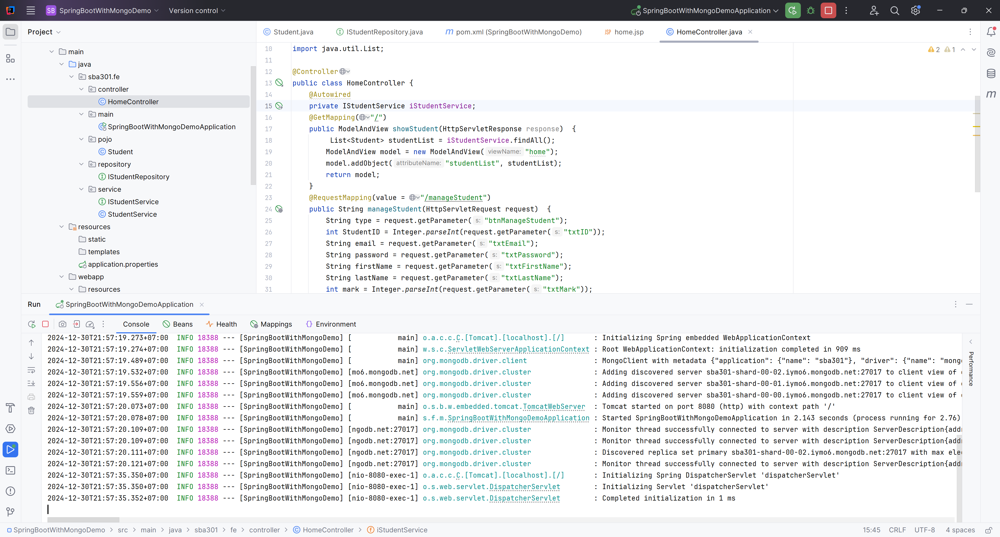 SB SpringBootWithMongoDemo Version control SpringBootWithMongoDemoApplication
Project
main
java
sba301.fe
controller
HomeController
main
SpringBootWithMongoDemoApplication
pojo
Student
repository
IStudentRepository
service
IStudentService
StudentService
resources
static
templates
application.properties
webapp
resources
Student.java IStudentRepository.java pom.xml (SpringBootWithMongoDemo) JSP home.jsp HomeController.java
2 1
10 import java.util.List;
11
12 @Controller
13 public class HomeController {
14 @Autowired
15 private IStudentService iStudentService;
16 @GetMapping("/")
17 public ModelAndView showStudent(HttpServletResponse response) {
18 List<Student> studentList = iStudentService.findAll();
19 ModelAndView model = new ModelAndView( viewName: "home");
20 model.addObject( attributeName: "studentList", studentList);
21 return model;
22 }
23 @RequestMapping(value = "/manageStudent")
24 public String manageStudent(HttpServletRequest request) {
25 String type = request.getParameter( s: "btnManageStudent");
26 int StudentID = Integer.parseInt(request.getParameter( s: "txtID"));
27 String email = request.getParameter( s: "txtEmail");
28 String password = request.getParameter( s: "txtPassword");
29 String firstName = request.getParameter( s: "txtFirstName");
30 String lastName = request.getParameter( s: "txtLastName");
31 int mark = Integer.parseInt(request.getParameter( s: "txtMark"));
Run SpringBootWithMongoDemoApplication
Console Beans Health Mappings Environment
2024-12-30T21:57:19.273+07:00 INFO 18388 --- [SpringBootWithMongoDemo] [ main] o.a.c.c.C.[Tomcat].[localhost].[/] : Initializing Spring embedded WebApplicationContext
2024-12-30T21:57:19.274+07:00 INFO 18388 --- [SpringBootWithMongoDemo] [ main] w.s.c.ServletWebServerApplicationContext : Root WebApplicationContext: initialization completed in 909 ms
2024-12-30T21:57:19.489+07:00 INFO 18388 --- [SpringBootWithMongoDemo] [ main] org.mongodb.driver.client : MongoClient with metadata {"application": {"name": "sba301"}, "driver": {"name": "mong
2024-12-30T21:57:19.532+07:00 INFO 18388 --- [SpringBootWithMongoDemo] [mo6.mongodb.net] org.mongodb.driver.cluster : Adding discovered server sba301-shard-00-02.iymo6.mongodb.net:27017 to client view of
2024-12-30T21:57:19.556+07:00 INFO 18388 --- [SpringBootWithMongoDemo] [mo6.mongodb.net] org.mongodb.driver.cluster : Adding discovered server sba301-shard-00-01.iymo6.mongodb.net:27017 to client view of
2024-12-30T21:57:19.559+07:00 INFO 18388 --- [SpringBootWithMongoDemo] [mo6.mongodb.net] org.mongodb.driver.cluster : Adding discovered server sba301-shard-00-00.iymo6.mongodb.net:27017 to client view of
2024-12-30T21:57:20.073+07:00 INFO 18388 --- [SpringBootWithMongoDemo] [ main] o.s.b.w.embedded.tomcat.TomcatWebServer : Tomcat started on port 8080 (http) with context path '/'
2024-12-30T21:57:20.078+07:00 INFO 18388 --- [SpringBootWithMongoDemo] [ main] s.f.m.SpringBootWithMongoDemoApplication : Started SpringBootWithMongoDemoApplication in 2.143 seconds (process running for 2.76)
2024-12-30T21:57:20.109+07:00 INFO 18388 --- [SpringBootWithMongoDemo] [ngodb.net:27017] org.mongodb.driver.cluster : Monitor thread successfully connected to server with description ServerDescription{add
2024-12-30T21:57:20.109+07:00 INFO 18388 --- [SpringBootWithMongoDemo] [ngodb.net:27017] org.mongodb.driver.cluster : Monitor thread successfully connected to server with description ServerDescription{add
2024-12-30T21:57:20.111+07:00 INFO 18388 --- [SpringBootWithMongoDemo] [ngodb.net:27017] org.mongodb.driver.cluster : Discovered replica set primary sba301-shard-00-02.iymo6.mongodb.net:27017 with max ele
2024-12-30T21:57:20.121+07:00 INFO 18388 --- [SpringBootWithMongoDemo] [ngodb.net:27017] org.mongodb.driver.cluster : Monitor thread successfully connected to server with description ServerDescription{add
2024-12-30T21:57:35.350+07:00 INFO 18388 --- [SpringBootWithMongoDemo] [nio-8080-exec-1] o.a.c.c.C.[Tomcat].[localhost].[/] : Initializing Spring DispatcherServlet 'dispatcherServlet'
2024-12-30T21:57:35.350+07:00 INFO 18388 --- [SpringBootWithMongoDemo] [nio-8080-exec-1] o.s.web.servlet.DispatcherServlet : Initializing Servlet 'dispatcherServlet'
2024-12-30T21:57:35.352+07:00 INFO 18388 --- [SpringBootWithMongoDemo] [nio-8080-exec-1] o.s.web.servlet.DispatcherServlet : Completed initialization in 1 ms
Performance
SpringBootWithMongoDemo > src > main > java > sba301 > fe > controller > HomeController > iStudentService 15:45 CRLF UTF-8 4 spaces